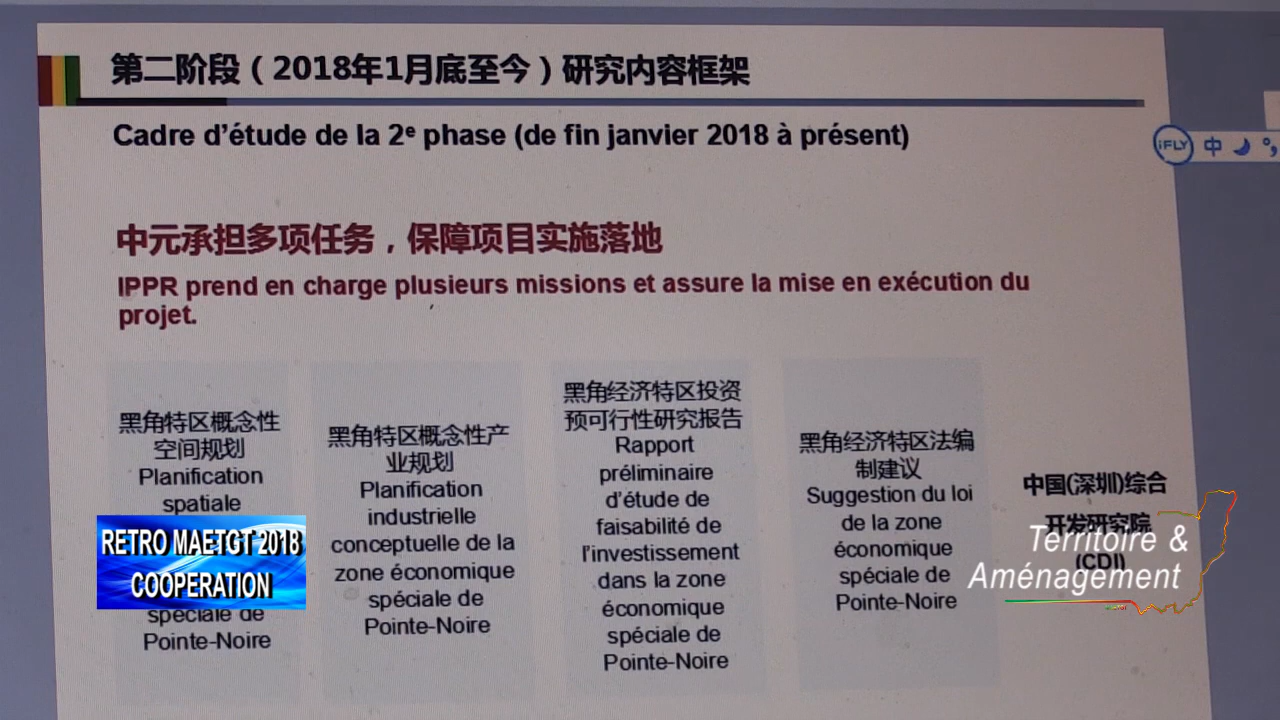 第二阶段（2018年1月底至今）研究内容框架
Cadre d’étude de la 2e phase (de fin janvier 2018 à présent)
iFLY 中
中元承担多项任务，保障项目实施落地
IPPR prend en charge plusieurs missions et assure la mise en exécution du
projet.
黑角特区概念性
空间规划
Planification
spatiale
spéciale de
Pointe-Noire
黑角特区概念性产
业规划
Planification
industrielle
conceptuelle de la
zone économique
spéciale de
Pointe-Noire
黑角经济特区投资
预可行性研究报告
Rapport
préliminaire
d’étude de
faisabilité de
l’investissement
dans la zone
économique
spéciale de
Pointe-Noire
黑角经济特区法编
制建议
Suggestion du loi
de la zone
économique
spéciale de
Pointe-Noire
中国(深圳)综合
开发研究院
(CDI)
RETRO MAETGT 2018
COOPERATION
Territoire &
Aménagement